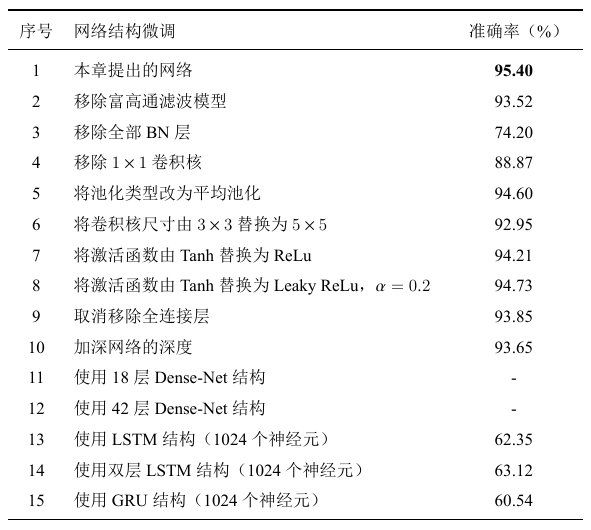 序号 网络结构微调 准确率（%）
1 本章提出的网络 95.40
2 移除富高通滤波模型 93.52
3 移除全部 BN 层 74.20
4 移除 1 × 1 卷积核 88.87
5 将池化类型改为平均池化 94.60
6 将卷积核尺寸由 3 × 3 替换为 5 × 5 92.95
7 将激活函数由 Tanh 替换为 ReLu 94.21
8 将激活函数由 Tanh 替换为 Leaky ReLu，α = 0.2 94.73
9 取消移除全连接层 93.85
10 加深网络的深度 93.65
11 使用 18 层 Dense-Net 结构 -
12 使用 42 层 Dense-Net 结构 -
13 使用 LSTM 结构（1024 个神经元） 62.35
14 使用双层 LSTM 结构（1024 个神经元） 63.12
15 使用 GRU 结构（1024 个神经元） 60.54